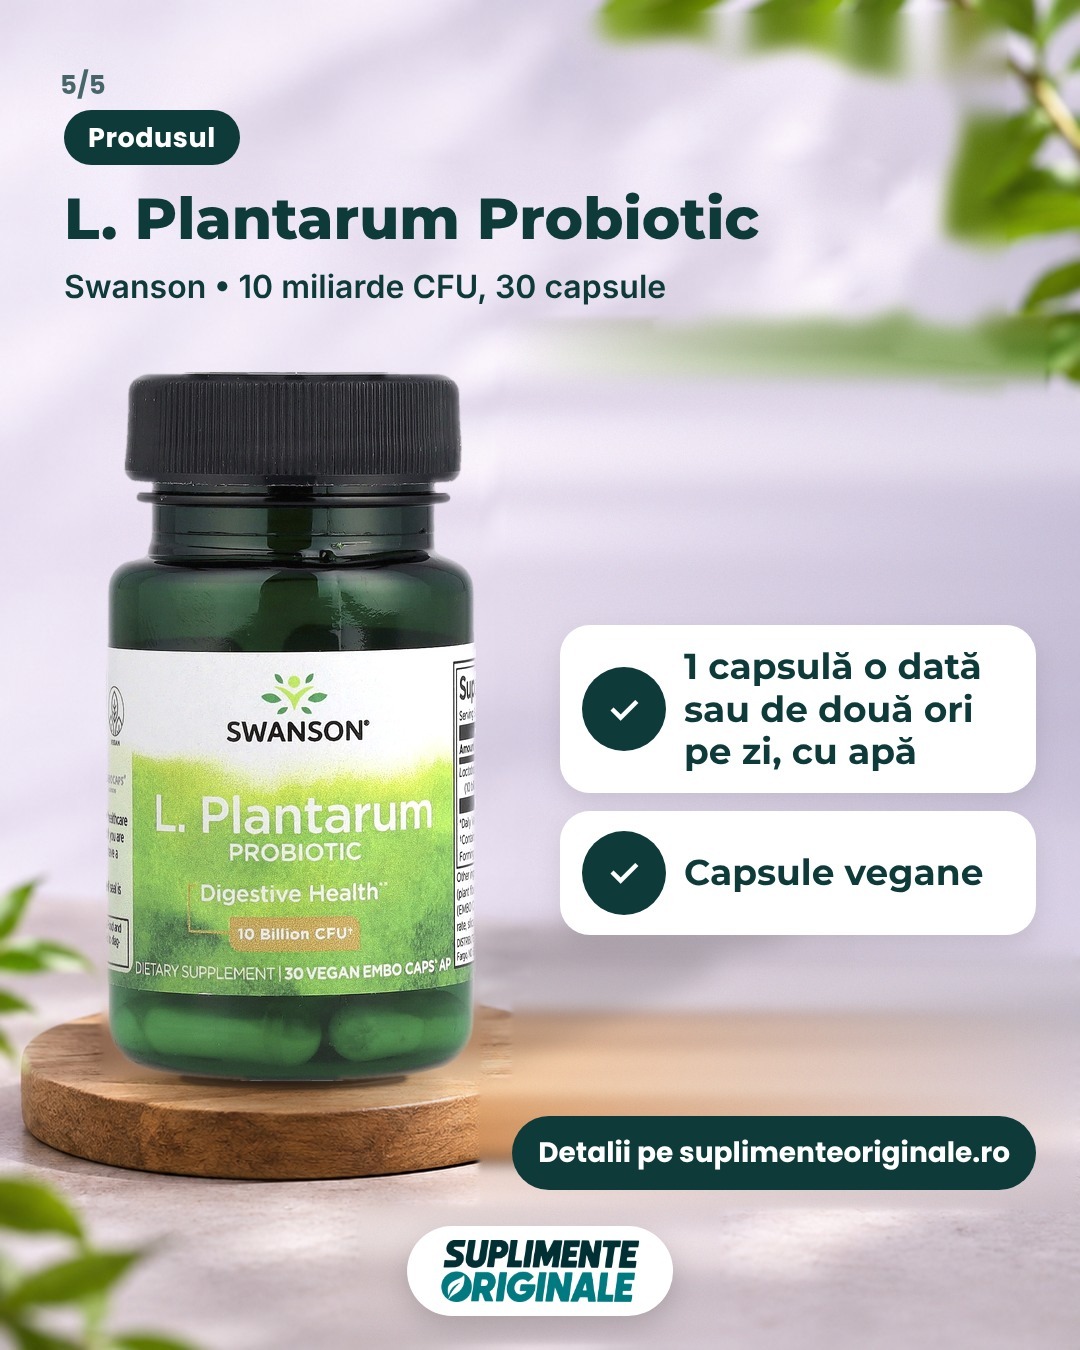 5/5
Produsul
L. Plantarum Probiotic
Swanson • 10 miliarde CFU, 30 capsule
SWANSON®
L. Plantarum
PROBIOTIC
Digestive Health
10 Billion CFU†
DIETARY SUPPLEMENT | 30 VEGAN EMBO CAPS® AP
VEGAN
1 capsulă o dată
sau de două ori
pe zi, cu apă
Capsule vegane
Detalii pe suplimenteoriginale.ro
SUPLIMENTE
ORIGINALE